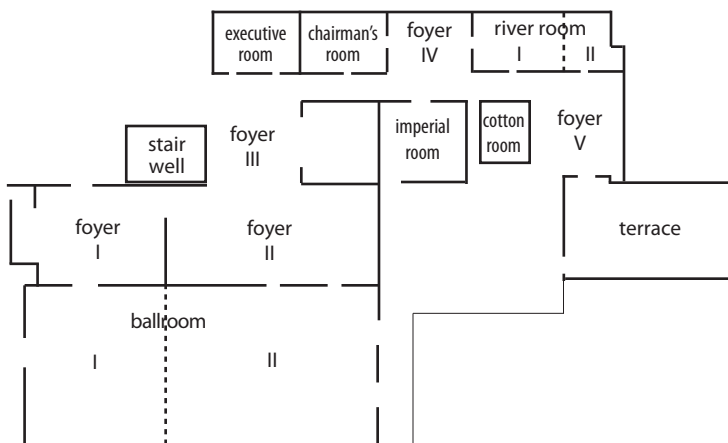 executive
room
chairman's
room
foyer
IV
river room
I
II
stair
well
foyer
III
imperial
room
cotton
room
foyer
V
foyer
I
foyer
II
terrace
ballroom
I
II